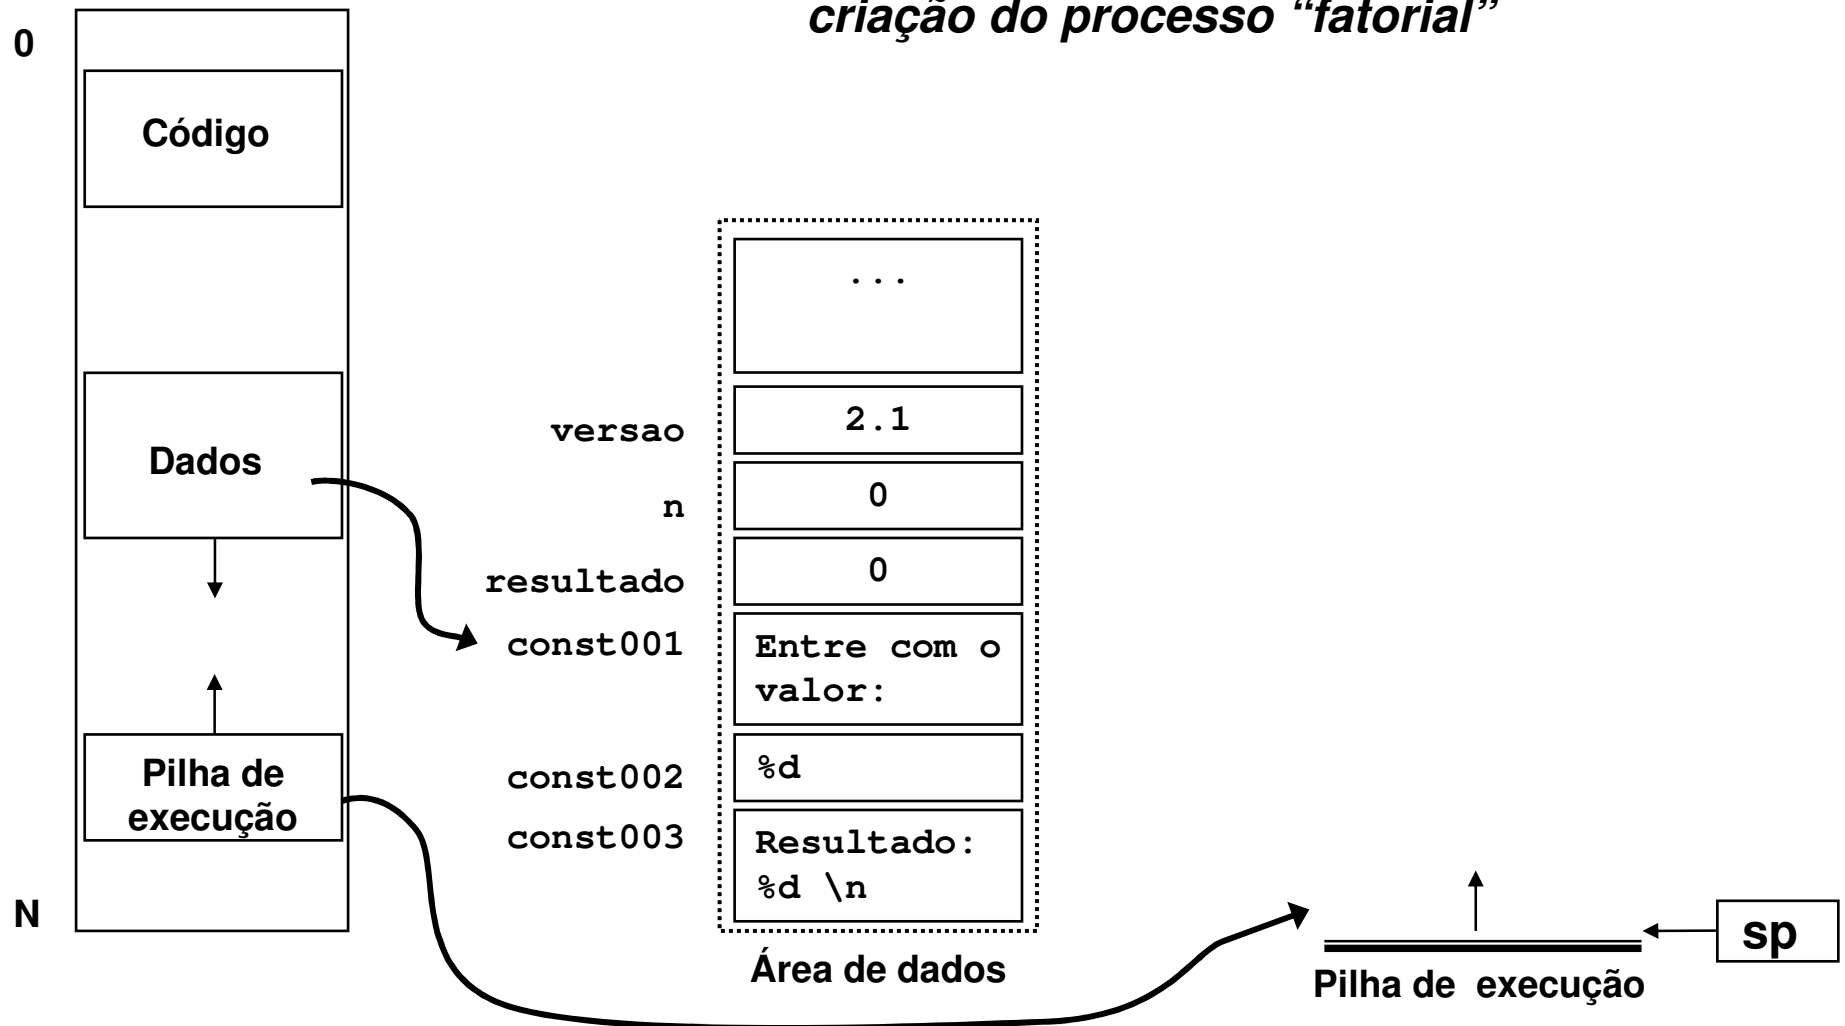 criação do processo “fatorial”
0
Código
Dados
Pilha de
execução
N
...
versao
2.1
n
0
resultado
0
const001
Entre com o
valor:
const002
%d
const003
Resultado:
%d \n
Área de dados
sp
Pilha de execução